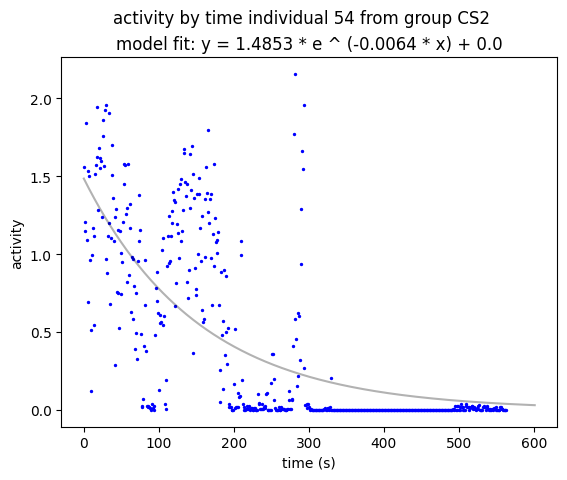 activity by time individual 54 from group CS2
model fit: y = 1.4853 * e ^ (-0.0064 * x) + 0.0
2.0
1.5
1.0
0.5
0.0
activity
0 100 200 300 400 500 600
time (s)